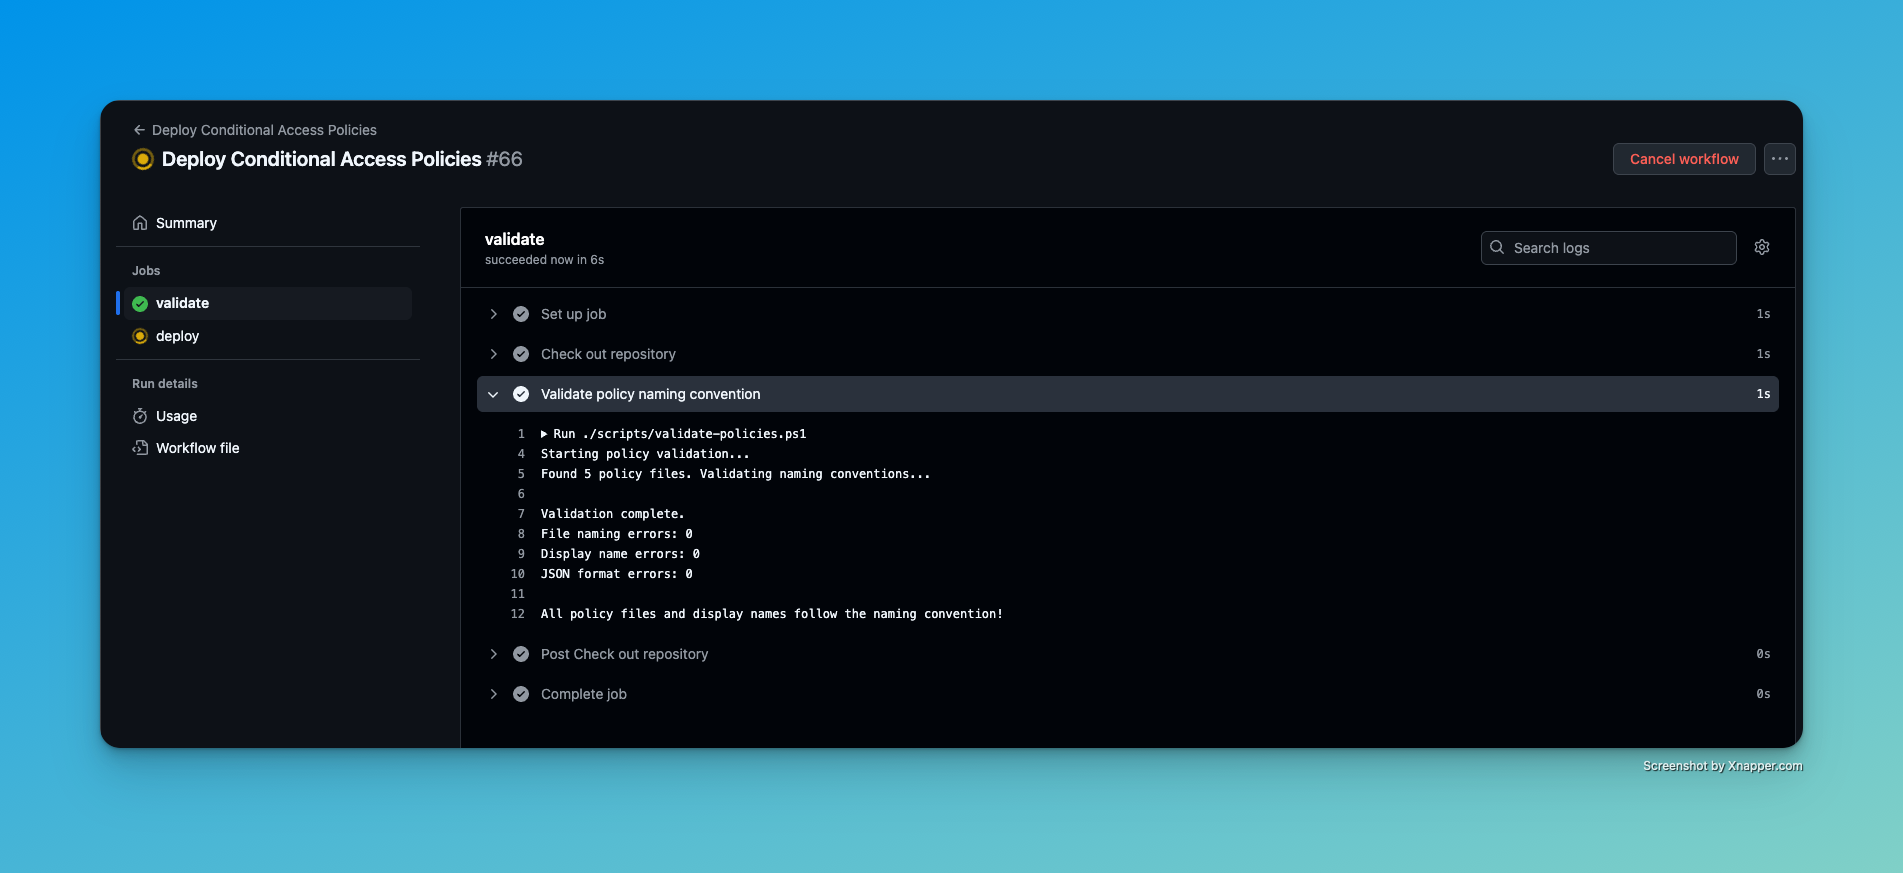 Deploy Conditional Access Policies
Deploy Conditional Access Policies #66
Cancel workflow
Summary
Jobs
validate
deploy
Run details
Usage
Workflow file
validate
succeeded now in 6s
Search logs
Set up job 1s
Check out repository 1s
Validate policy naming convention 1s
1 Run ./scripts/validate-policies.ps1
4 Starting policy validation...
5 Found 5 policy files. Validating naming conventions...
6
7 Validation complete.
8 File naming errors: 0
9 Display name errors: 0
10 JSON format errors: 0
11
12 All policy files and display names follow the naming convention!
Post Check out repository 0s
Complete job 0s
Screenshot by Xnapper.com